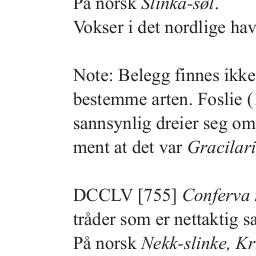 På norsk Slinka-søl.
Vokser i det nordlige hav
Note: Belegg finnes ikke
bestemme arten. Foslie (
sannsynlig dreier seg om
ment at det var Gracilari
DCCLV [755] Conferva
tråder som er nettaktig sa
På norsk Nekk-slinke, Kr